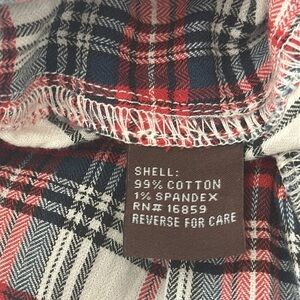 SHELL:
99% COTTON
1% SPANDEX
RN# 16859
REVERSE FOR CARE